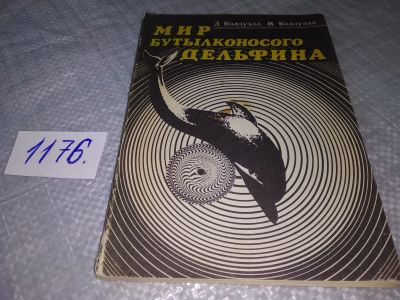 Д. Колдуэлл, М. Колдуэлл
МИР
БУТЫЛКОНОСОГО
ДЕЛЬФИНА
1176.